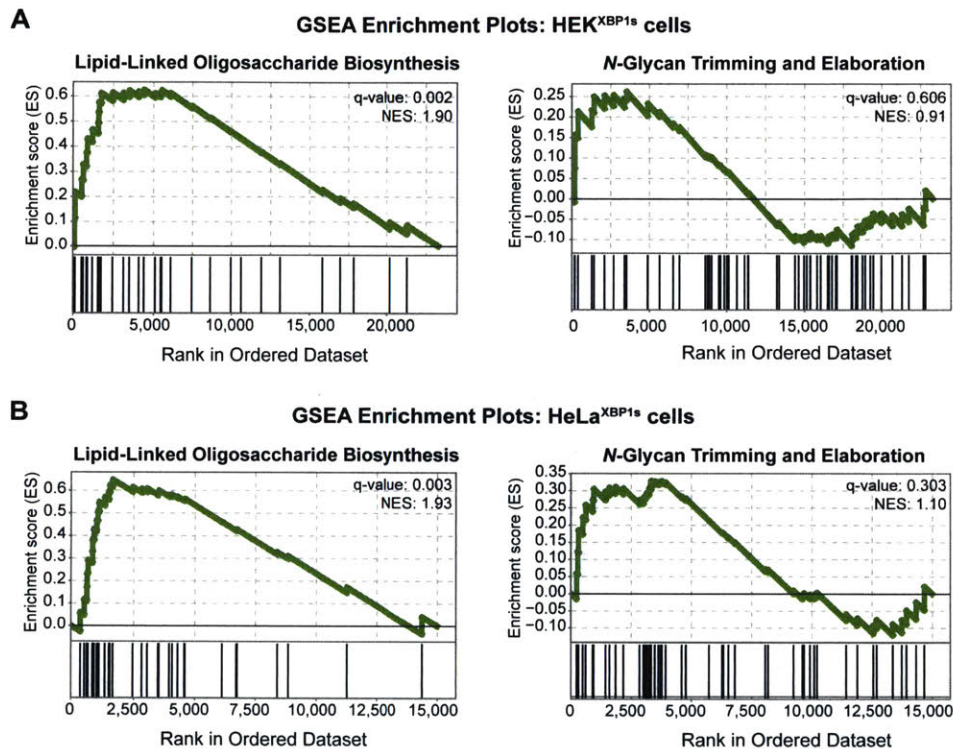 A
GSEA Enrichment Plots: HEK^XBP1s cells
Lipid-Linked Oligosaccharide Biosynthesis
q-value: 0.002
NES: 1.90
Enrichment score (ES)
0.6
0.4
0.2
0.0
0 5,000 10,000 15,000 20,000
Rank in Ordered Dataset
N-Glycan Trimming and Elaboration
q-value: 0.606
NES: 0.91
Enrichment score (ES)
0.25
0.20
0.15
0.10
0.05
0.00
−0.05
−0.10
0 5,000 10,000 15,000 20,000
Rank in Ordered Dataset
B
GSEA Enrichment Plots: HeLa^XBP1s cells
Lipid-Linked Oligosaccharide Biosynthesis
q-value: 0.003
NES: 1.93
Enrichment score (ES)
0.6
0.5
0.4
0.3
0.2
0.1
0.0
0 2,500 5,000 7,500 10,000 12,500 15,000
Rank in Ordered Dataset
N-Glycan Trimming and Elaboration
q-value: 0.303
NES: 1.10
Enrichment score (ES)
0.35
0.30
0.25
0.20
0.15
0.10
0.05
0.00
−0.05
−0.10
0 2,500 5,000 7,500 10,000 12,500 15,000
Rank in Ordered Dataset